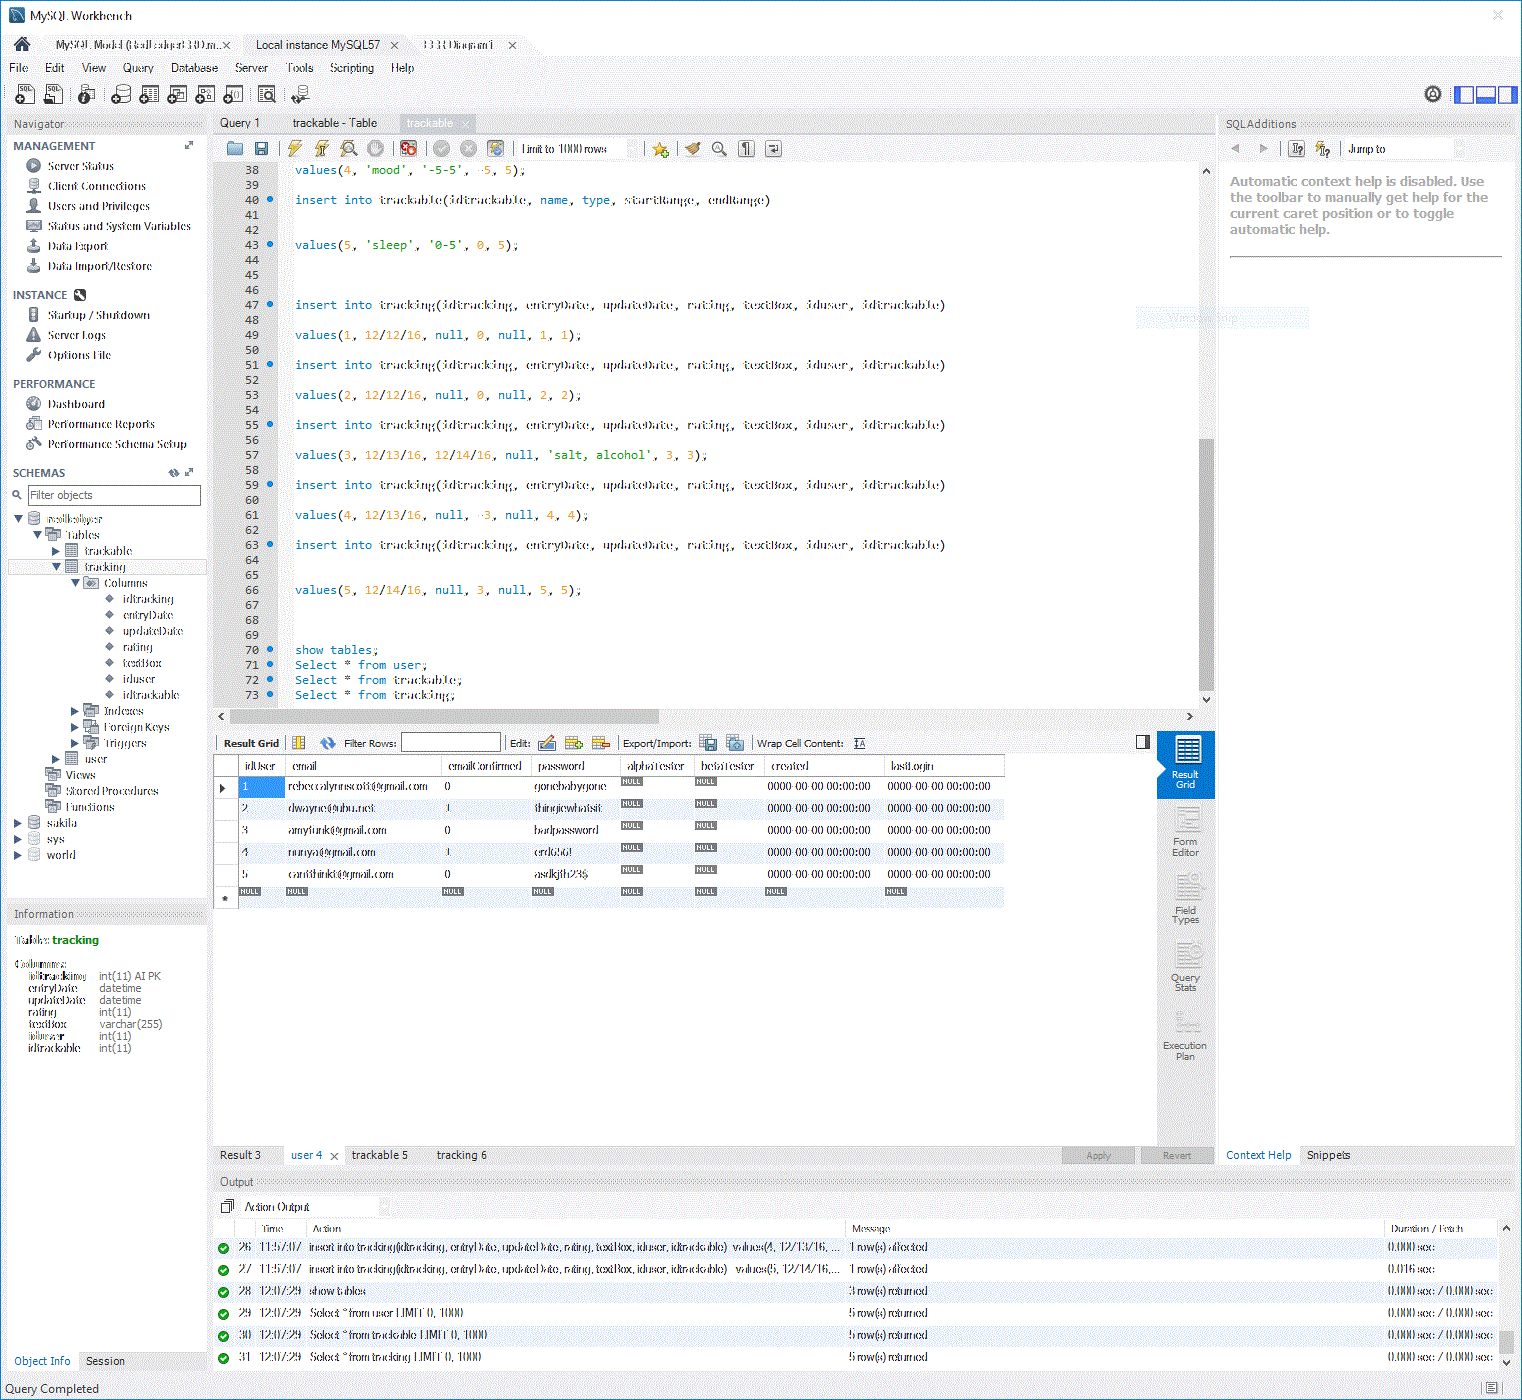 MySQL Workbench
MySQL Model (RedLedgerERD.m... × Local instance MySQL57 × EER Diagram1 ×
File Edit View Query Database Server Tools Scripting Help
Navigator
MANAGEMENT
Server Status
Client Connections
Users and Privileges
Status and System Variables
Data Export
Data Import/Restore
INSTANCE
Startup / Shutdown
Server Logs
Options File
PERFORMANCE
Dashboard
Performance Reports
Performance Schema Setup
SCHEMAS
Filter objects
redledger
Tables
trackable
tracking
Columns
idtracking
entryDate
updateDate
rating
textBox
iduser
idtrackable
Indexes
Foreign Keys
Triggers
user
Views
Stored Procedures
Functions
sakila
sys
world
Information
Table: tracking
Columns:
idtracking int(11) AI PK
entryDate datetime
updateDate datetime
rating int(11)
textBox varchar(255)
iduser int(11)
idtrackable int(11)
Object Info Session
Query Completed
Query 1 trackable - Table trackable ×
Limit to 1000 rows
38 values(4, 'mood', '-5-5', -5, 5);
39
40 insert into trackable(idtrackable, name, type, startRange, endRange)
41
42
43 values(5, 'sleep', '0-5', 0, 5);
44
45
46
47 insert into tracking(idtracking, entryDate, updateDate, rating, textBox, iduser, idtrackable)
48
49 values(1, 12/12/16, null, 0, null, 1, 1);
50
51 insert into tracking(idtracking, entryDate, updateDate, rating, textBox, iduser, idtrackable)
52
53 values(2, 12/12/16, null, 0, null, 2, 2);
54
55 insert into tracking(idtracking, entryDate, updateDate, rating, textBox, iduser, idtrackable)
56
57 values(3, 12/13/16, 12/14/16, null, 'salt, alcohol', 3, 3);
58
59 insert into tracking(idtracking, entryDate, updateDate, rating, textBox, iduser, idtrackable)
60
61 values(4, 12/13/16, null, -3, null, 4, 4);
62
63 insert into tracking(idtracking, entryDate, updateDate, rating, textBox, iduser, idtrackable)
64
65
66 values(5, 12/14/16, null, 3, null, 5, 5);
67
68
69
70 show tables;
71 Select * from user;
72 Select * from trackable;
73 Select * from tracking;
Result Grid Filter Rows: Edit: Export/Import: Wrap Cell Content:
idUser email emailConfirmed password alphaTester betaTester created lastLogin
1 rebeccalynnscott@gmail.com 0 gonebabygone NULL NULL 0000-00-00 00:00:00 0000-00-00 00:00:00
2 dwayne@ubu.net 1 thingiewhatsit NULL NULL 0000-00-00 00:00:00 0000-00-00 00:00:00
3 amyfunk@gmail.com 0 badpassword NULL NULL 0000-00-00 00:00:00 0000-00-00 00:00:00
4 nunya@gmail.com 1 erd656! NULL NULL 0000-00-00 00:00:00 0000-00-00 00:00:00
5 cantthinkit@gmail.com 0 asdkjfh23$ NULL NULL 0000-00-00 00:00:00 0000-00-00 00:00:00
NULL NULL NULL NULL NULL NULL NULL NULL
Result Grid
Form Editor
Field Types
Query Stats
Execution Plan
Result 3 user 4 × trackable 5 tracking 6 Apply Revert
SQLAdditions
Jump to
Automatic context help is disabled. Use
the toolbar to manually get help for the
current caret position or to toggle
automatic help.
Window Snip
Context Help Snippets
Output
Action Output
Time Action Message Duration / Fetch
26 11:57:07 insert into tracking(idtracking, entryDate, updateDate, rating, textBox, iduser, idtrackable) values(4, 12/13/16, ... 1 row(s) affected 0.000 sec
27 11:57:07 insert into tracking(idtracking, entryDate, updateDate, rating, textBox, iduser, idtrackable) values(5, 12/14/16,... 1 row(s) affected 0.016 sec
28 12:07:29 show tables 3 row(s) returned 0.000 sec / 0.000 sec
29 12:07:29 Select * from user LIMIT 0, 1000 5 row(s) returned 0.000 sec / 0.000 sec
30 12:07:29 Select * from trackable LIMIT 0, 1000 5 row(s) returned 0.000 sec / 0.000 sec
31 12:07:29 Select * from tracking LIMIT 0, 1000 5 row(s) returned 0.000 sec / 0.000 sec